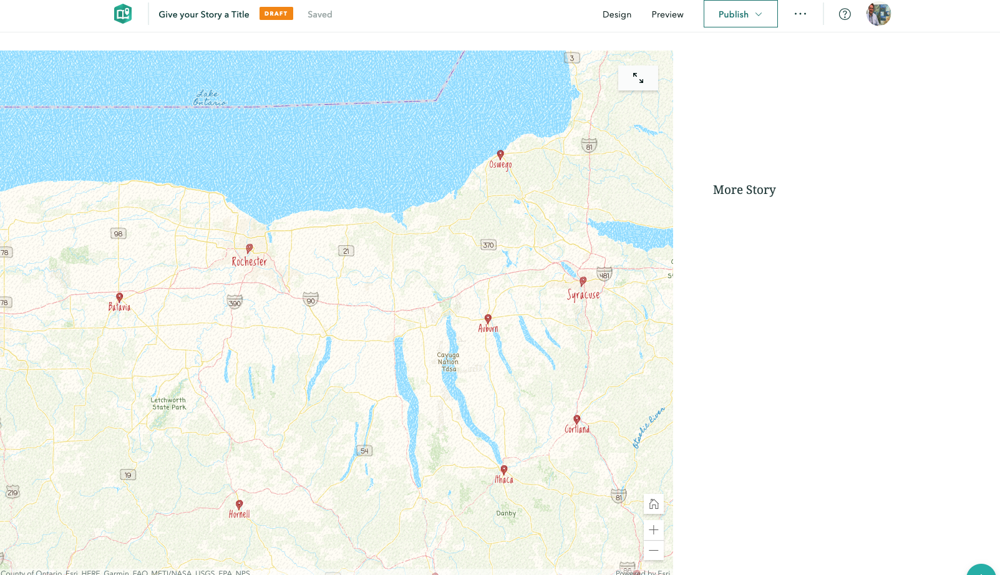 Give your Story a Title
DRAFT
Saved
Design
Preview
Publish
3
Lake
Ontario
81
Oswego
More Story
98
370
21
78
Rochester
481
Syracuse
78
Batavia
390
90
Auburn
Cayuga
Nation
Tdsa
Letchworth
State Park
Cortland
Otselic River
54
19
Ithaca
219
81
Hornell
Danby
86
County of Ontario, Esri, HERE, Garmin, FAO, METI/NASA, USGS, EPA, NPS
Powered by Esri